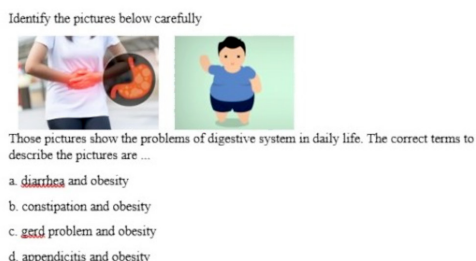 Identify the pictures below carefully
Those pictures show the problems of digestive system in daily life. The correct terms to
describe the pictures are ...
a. diarrhea and obesity
b. constipation and obesity
c. gerd problem and obesity
d. appendicitis and obesity